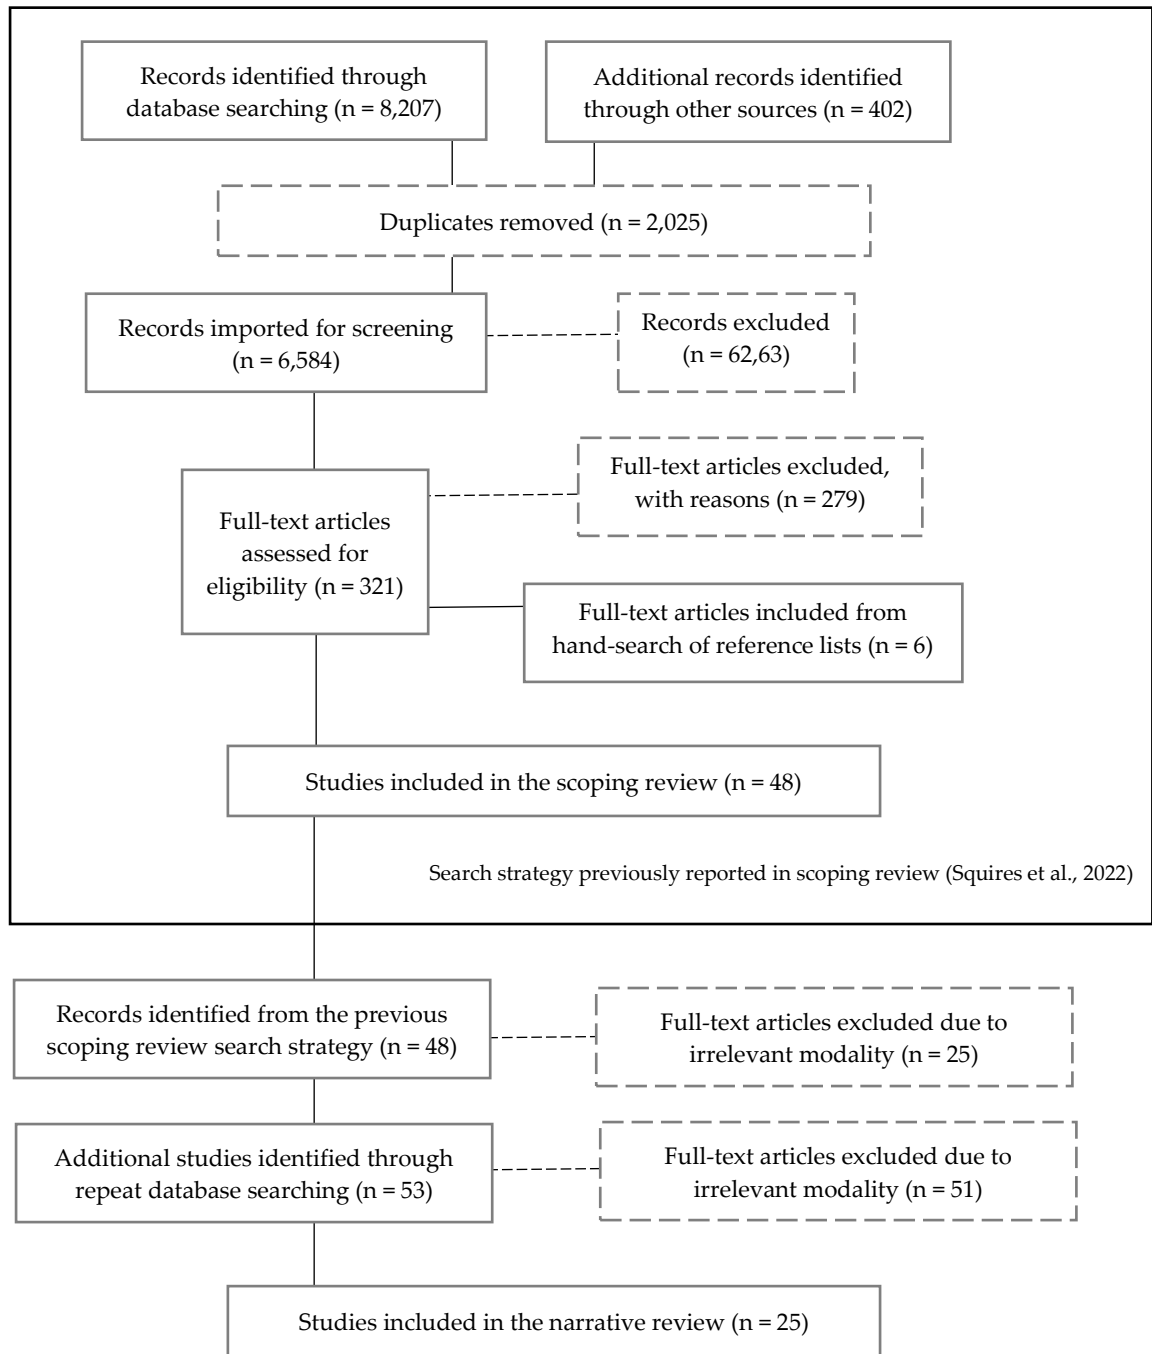 Records identified through
database searching (n = 8,207)
Additional records identified
through other sources (n = 402)
Duplicates removed (n = 2,025)
Records imported for screening
(n = 6,584)
Records excluded
(n = 62,63)
Full-text articles excluded,
with reasons (n = 279)
Full-text articles
assessed for
eligibility (n = 321)
Full-text articles included from
hand-search of reference lists (n = 6)
Studies included in the scoping review (n = 48)
Search strategy previously reported in scoping review (Squires et al., 2022)
Records identified from the previous
scoping review search strategy (n = 48)
Full-text articles excluded due to
irrelevant modality (n = 25)
Additional studies identified through
repeat database searching (n = 53)
Full-text articles excluded due to
irrelevant modality (n = 51)
Studies included in the narrative review (n = 25)